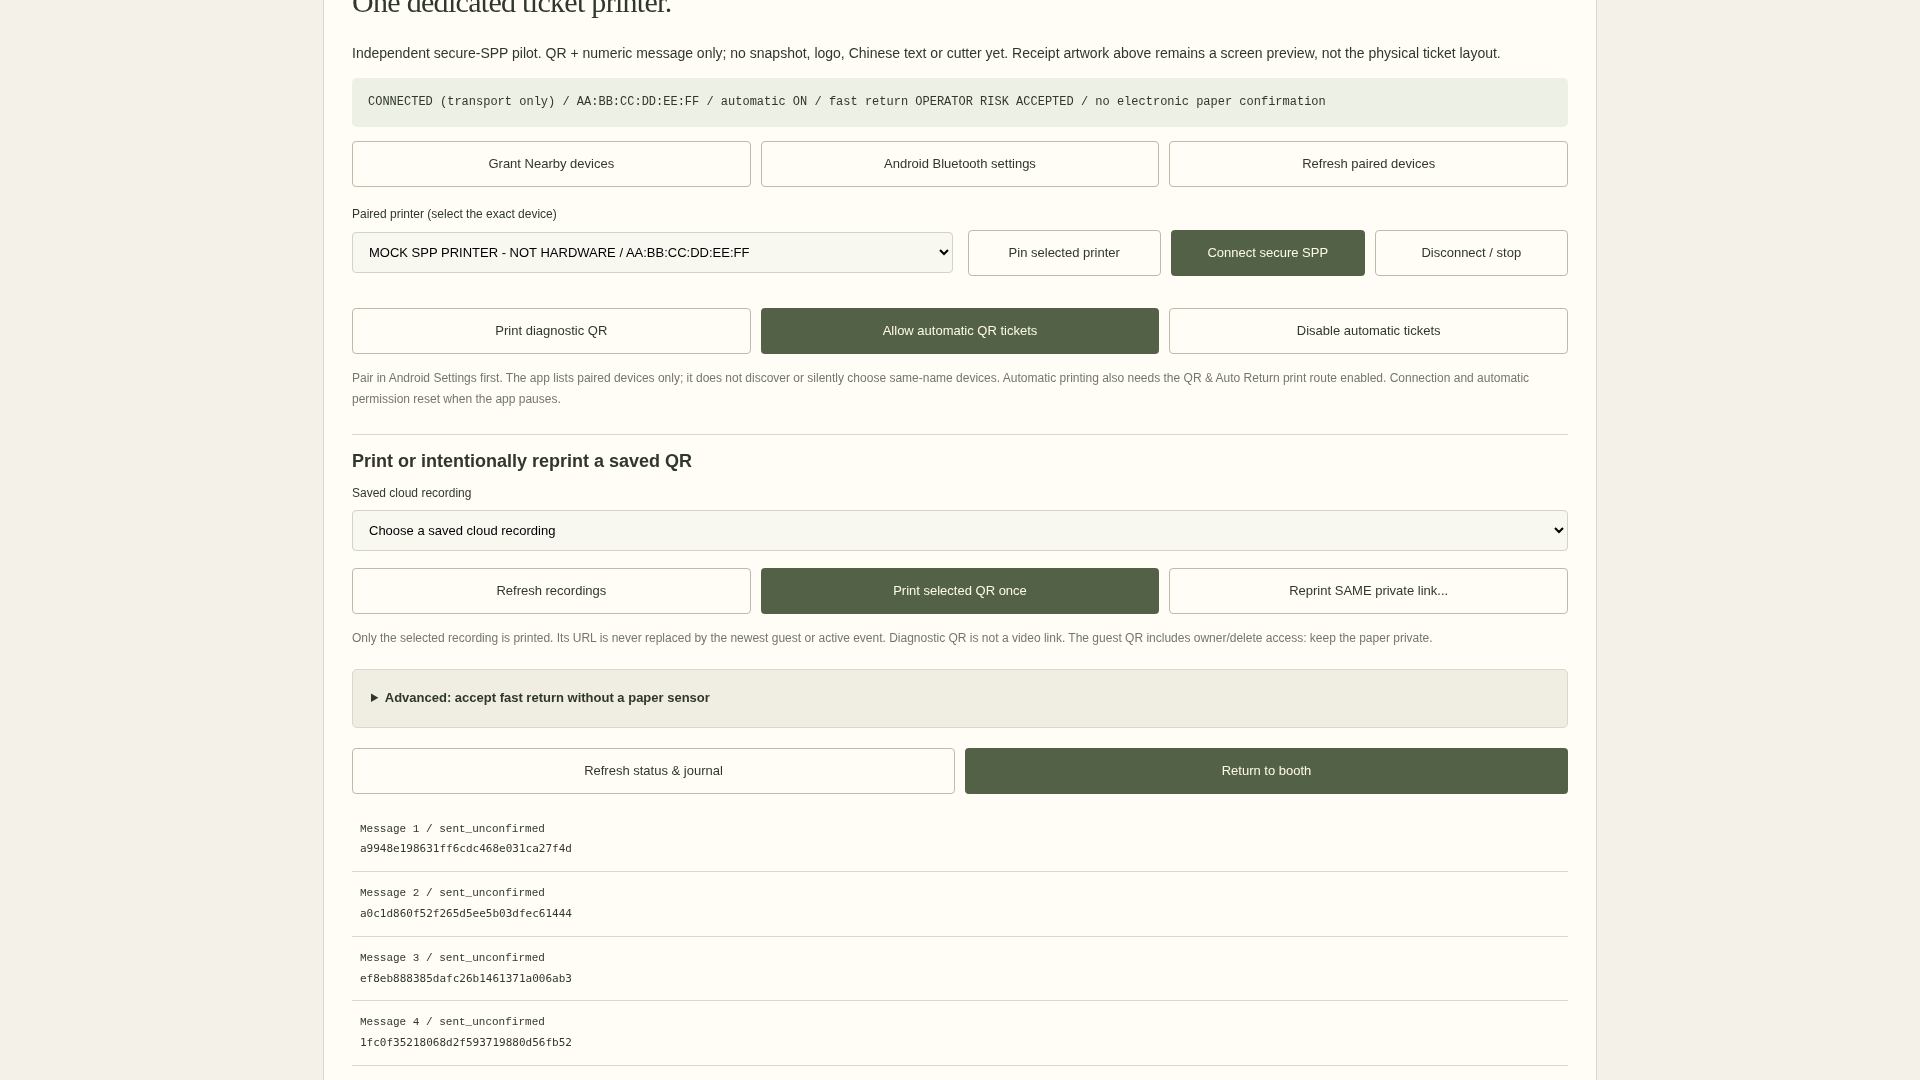 One dedicated ticket printer.
Independent secure-SPP pilot. QR + numeric message only; no snapshot, logo, Chinese text or cutter yet. Receipt artwork above remains a screen preview, not the physical ticket layout.
CONNECTED (transport only) / AA:BB:CC:DD:EE:FF / automatic ON / fast return OPERATOR RISK ACCEPTED / no electronic paper confirmation
Grant Nearby devices
Android Bluetooth settings
Refresh paired devices
Paired printer (select the exact device)
MOCK SPP PRINTER - NOT HARDWARE / AA:BB:CC:DD:EE:FF
Pin selected printer
Connect secure SPP
Disconnect / stop
Print diagnostic QR
Allow automatic QR tickets
Disable automatic tickets
Pair in Android Settings first. The app lists paired devices only; it does not discover or silently choose same-name devices. Automatic printing also needs the QR & Auto Return print route enabled. Connection and automatic
permission reset when the app pauses.
Print or intentionally reprint a saved QR
Saved cloud recording
Choose a saved cloud recording
Refresh recordings
Print selected QR once
Reprint SAME private link...
Only the selected recording is printed. Its URL is never replaced by the newest guest or active event. Diagnostic QR is not a video link. The guest QR includes owner/delete access: keep the paper private.
Advanced: accept fast return without a paper sensor
Refresh status & journal
Return to booth
Message 1 / sent_unconfirmed
a9948e198631ff6cdc468e031ca27f4d
Message 2 / sent_unconfirmed
a0c1d860f52f265d5ee5b03dfec61444
Message 3 / sent_unconfirmed
ef8eb888385dafc26b1461371a006ab3
Message 4 / sent_unconfirmed
1fc0f35218068d2f593719880d56fb52